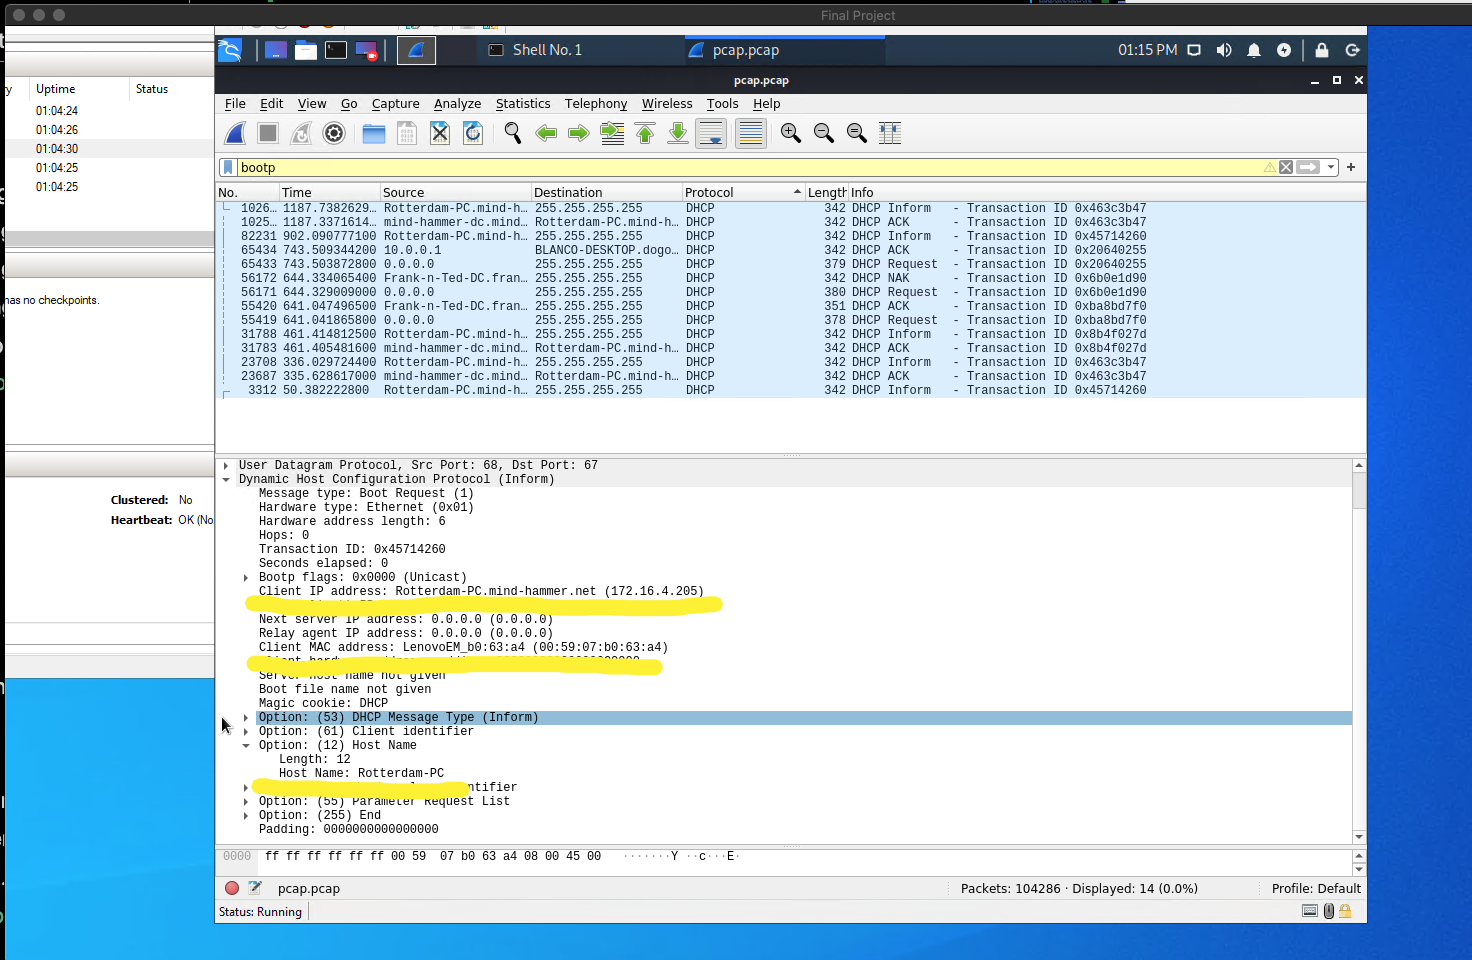 Final Project
Shell No. 1
pcap.pcap
01:15 PM
pcap.pcap
File Edit View Go Capture Analyze Statistics Telephony Wireless Tools Help
bootp
No. Time Source Destination Protocol Length Info
1026… 1187.7382629… Rotterdam-PC.mind-h… 255.255.255.255 DHCP 342 DHCP Inform - Transaction ID 0x463c3b47
1025… 1187.3371614… mind-hammer-dc.mind… Rotterdam-PC.mind-h… DHCP 342 DHCP ACK - Transaction ID 0x463c3b47
82231 902.090777100 Rotterdam-PC.mind-h… 255.255.255.255 DHCP 342 DHCP Inform - Transaction ID 0x45714260
65434 743.509344200 10.0.0.1 BLANCO-DESKTOP.dogo… DHCP 342 DHCP ACK - Transaction ID 0x20640255
65433 743.503872800 0.0.0.0 255.255.255.255 DHCP 379 DHCP Request - Transaction ID 0x20640255
56172 644.334065400 Frank-n-Ted-DC.fran… 255.255.255.255 DHCP 342 DHCP NAK - Transaction ID 0x6b0e1d90
56171 644.329009000 0.0.0.0 255.255.255.255 DHCP 380 DHCP Request - Transaction ID 0x6b0e1d90
55420 641.047496500 Frank-n-Ted-DC.fran… 255.255.255.255 DHCP 351 DHCP ACK - Transaction ID 0xba8bd7f0
55419 641.041865800 0.0.0.0 255.255.255.255 DHCP 378 DHCP Request - Transaction ID 0xba8bd7f0
31788 461.414812500 Rotterdam-PC.mind-h… 255.255.255.255 DHCP 342 DHCP Inform - Transaction ID 0x8b4f027d
31783 461.405481600 mind-hammer-dc.mind… Rotterdam-PC.mind-h… DHCP 342 DHCP ACK - Transaction ID 0x8b4f027d
23708 336.029724400 Rotterdam-PC.mind-h… 255.255.255.255 DHCP 342 DHCP Inform - Transaction ID 0x463c3b47
23687 335.628617000 mind-hammer-dc.mind… Rotterdam-PC.mind-h… DHCP 342 DHCP ACK - Transaction ID 0x463c3b47
3312 50.382222800 Rotterdam-PC.mind-h… 255.255.255.255 DHCP 342 DHCP Inform - Transaction ID 0x45714260
User Datagram Protocol, Src Port: 68, Dst Port: 67
Dynamic Host Configuration Protocol (Inform)
Message type: Boot Request (1)
Hardware type: Ethernet (0x01)
Hardware address length: 6
Hops: 0
Transaction ID: 0x45714260
Seconds elapsed: 0
Bootp flags: 0x0000 (Unicast)
Client IP address: Rotterdam-PC.mind-hammer.net (172.16.4.205)
Next server IP address: 0.0.0.0 (0.0.0.0)
Relay agent IP address: 0.0.0.0 (0.0.0.0)
Client MAC address: LenovoEM_b0:63:a4 (00:59:07:b0:63:a4)
Server host name not given
Boot file name not given
Magic cookie: DHCP
Option: (53) DHCP Message Type (Inform)
Option: (61) Client identifier
Option: (12) Host Name
Length: 12
Host Name: Rotterdam-PC
Option: (55) Parameter Request List
Option: (255) End
Padding: 0000000000000000
0000 ff ff ff ff ff ff 00 59 07 b0 63 a4 08 00 45 00 ·······Y ··c···E·
pcap.pcap
Packets: 104286 · Displayed: 14 (0.0%)
Profile: Default
Status: Running
Uptime Status
01:04:24
01:04:26
01:04:30
01:04:25
01:04:25
has no checkpoints.
Clustered: No
Heartbeat: OK (No